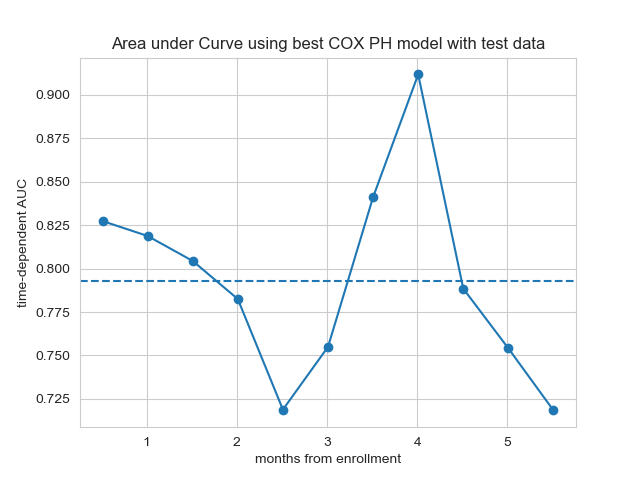 Area under Curve using best COX PH model with test data
time-dependent AUC
0.900
0.875
0.850
0.825
0.800
0.775
0.750
0.725
1 2 3 4 5
months from enrollment